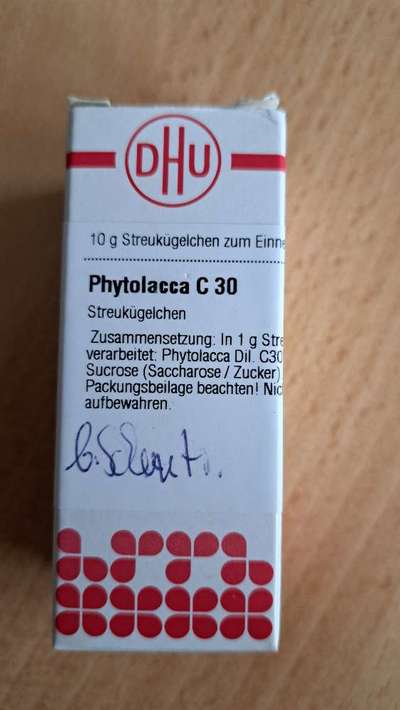 DHU
10 g Streukügelchen zum Einne
Phytolacca C 30
Streukügelchen
Zusammensetzung: In 1 g Stre
verarbeitet: Phytolacca Dil. C30
Sucrose (Saccharose / Zucker)
Packungsbeilage beachten! Nic
aufbewahren.